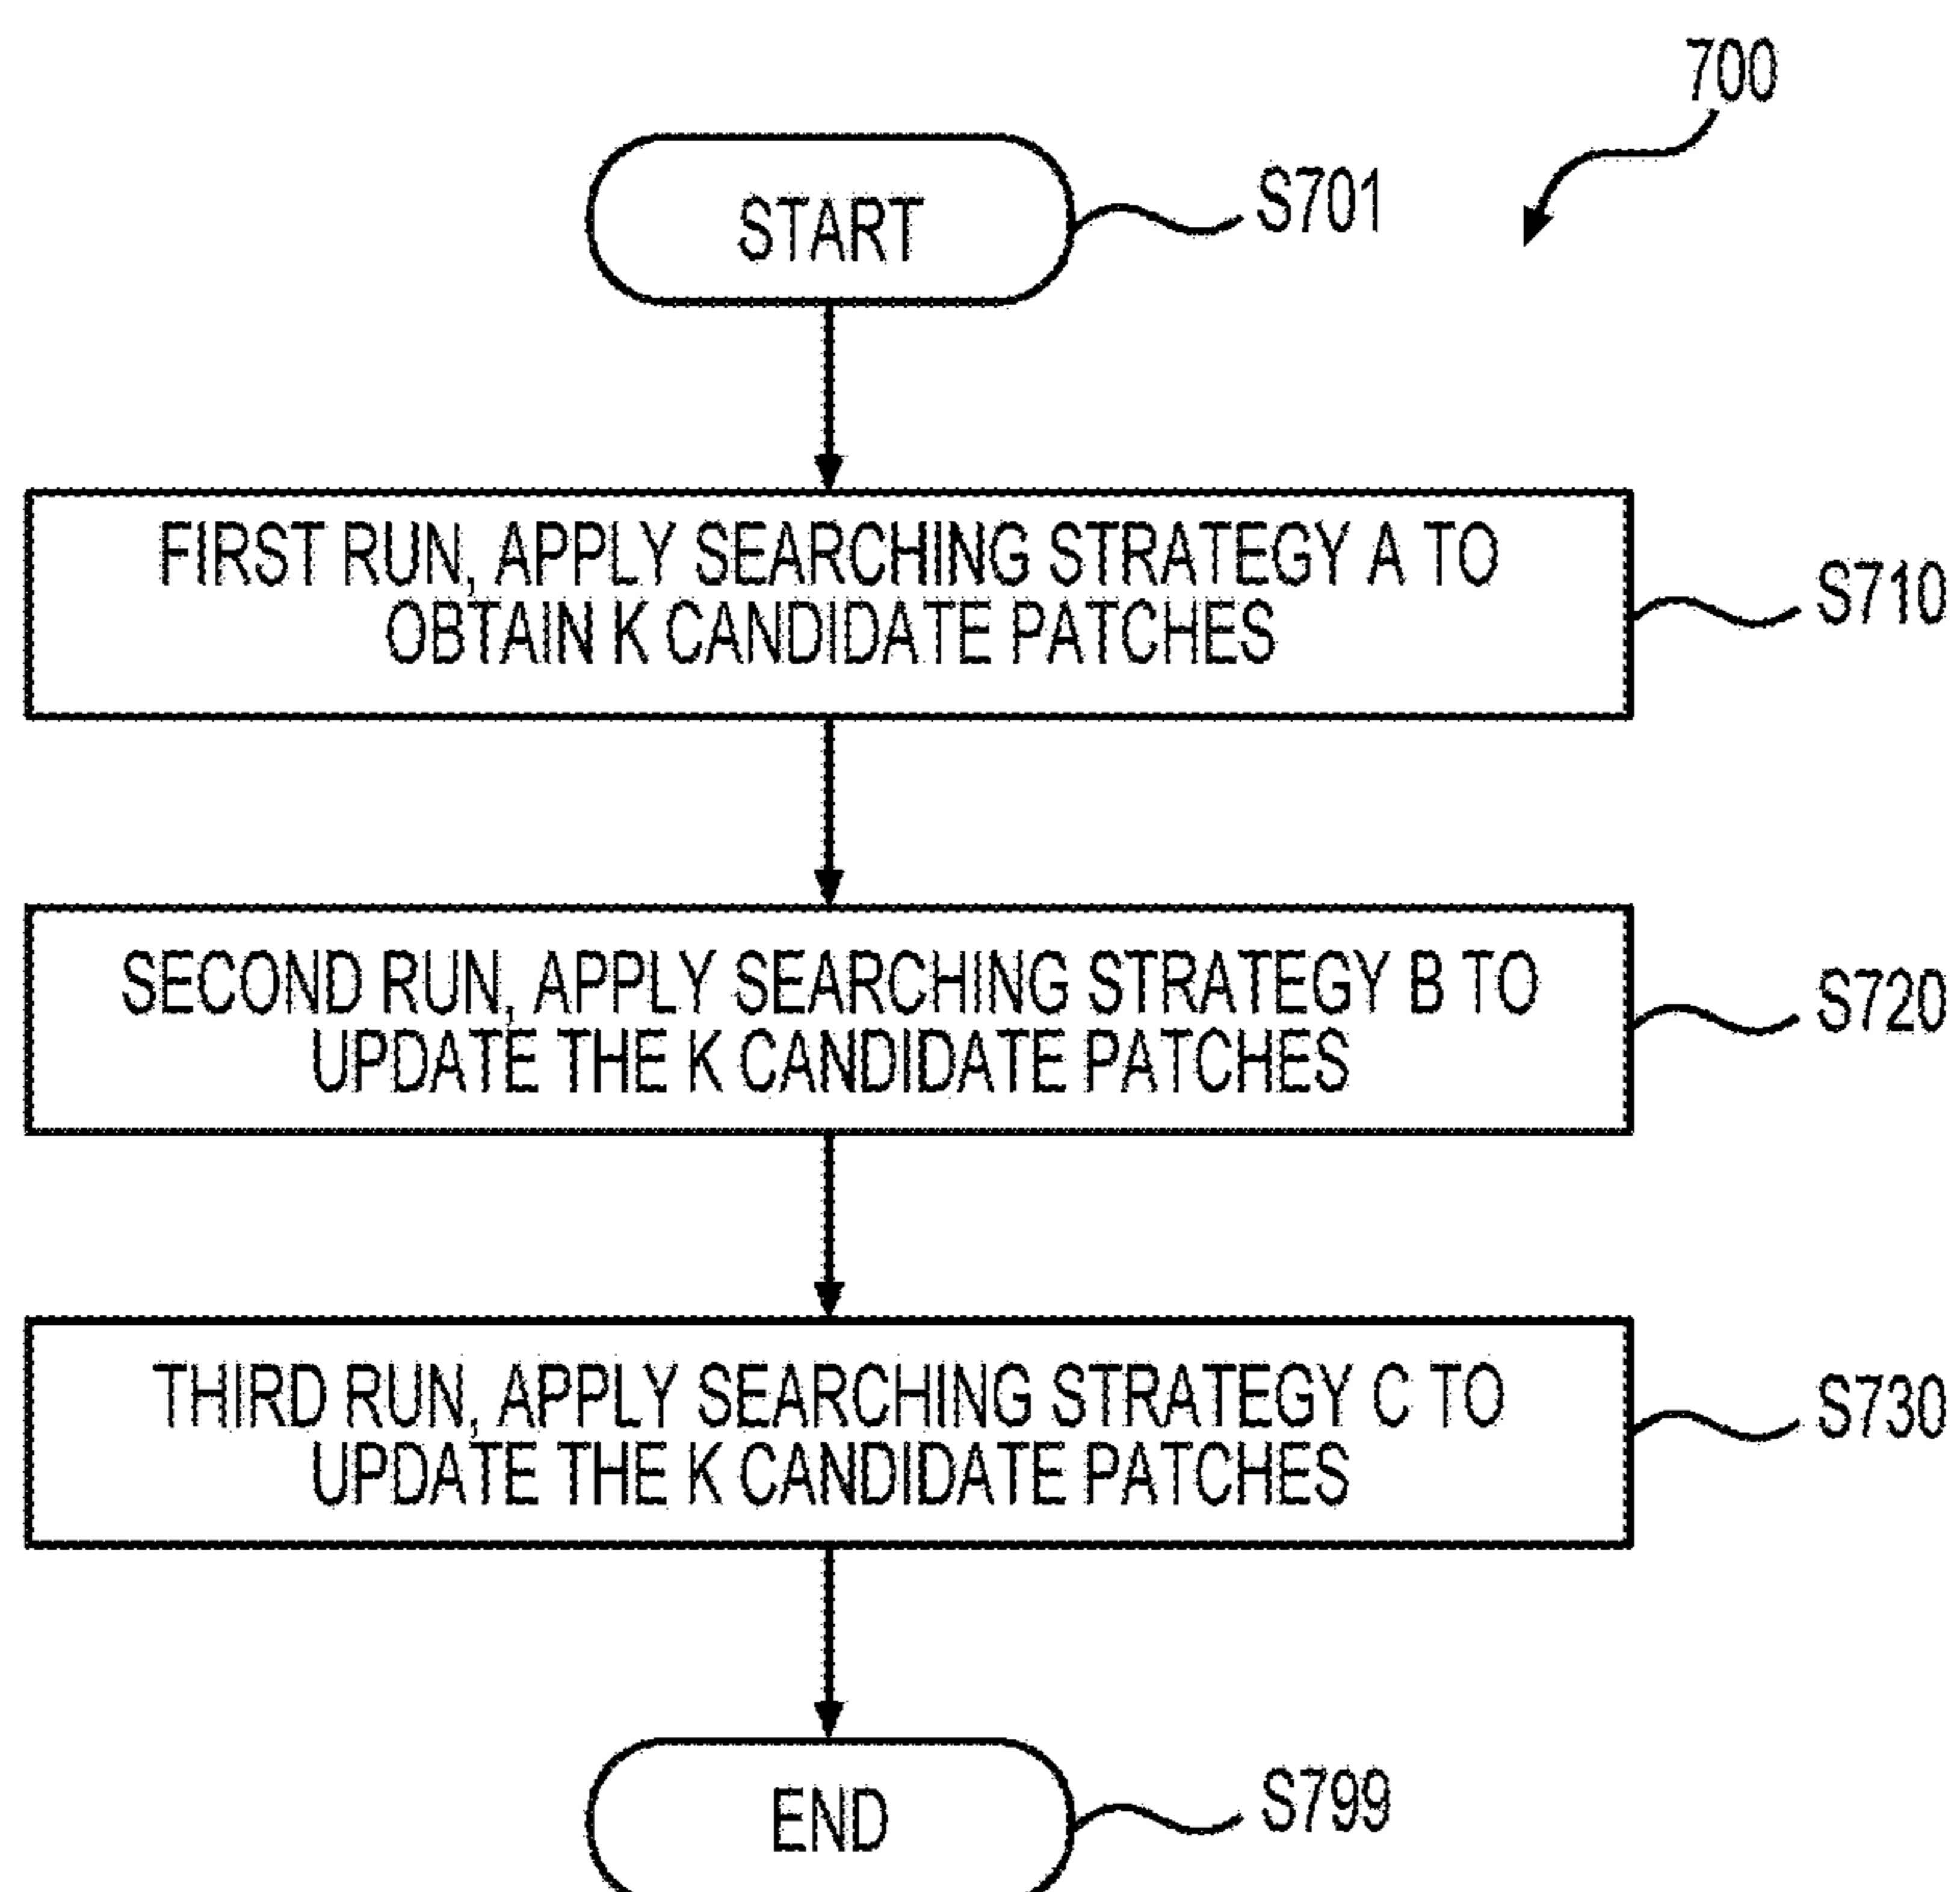 700
START
S701
FIRST RUN, APPLY SEARCHING STRATEGY A TO
OBTAIN K CANDIDATE PATCHES
S710
SECOND RUN, APPLY SEARCHING STRATEGY B TO
UPDATE THE K CANDIDATE PATCHES
S720
THIRD RUN, APPLY SEARCHING STRATEGY C TO
UPDATE THE K CANDIDATE PATCHES
S730
END
S799